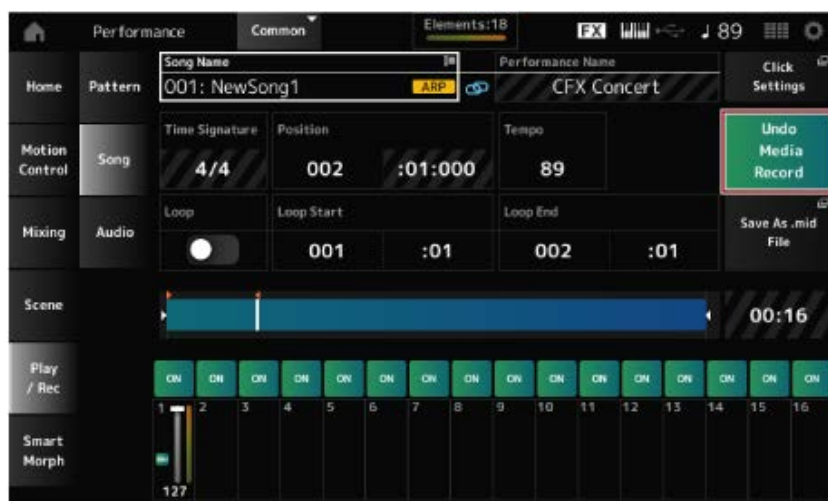 Performance
Common
Elements:18
FX
♩ 89
Home
Motion
Control
Mixing
Scene
Play
/ Rec
Smart
Morph
Pattern
Song
Audio
Song Name
001: NewSong1
ARP
Performance Name
CFX Concert
Click
Settings
Time Signature
4/4
Position
002 :01:000
Tempo
89
Undo
Media
Record
Loop
Loop Start
001 :01
Loop End
002 :01
Save As .mid
File
00:16
ON ON ON ON ON ON ON ON ON ON ON ON ON ON ON ON
1 2 3 4 5 6 7 8 9 10 11 12 13 14 15 16
127